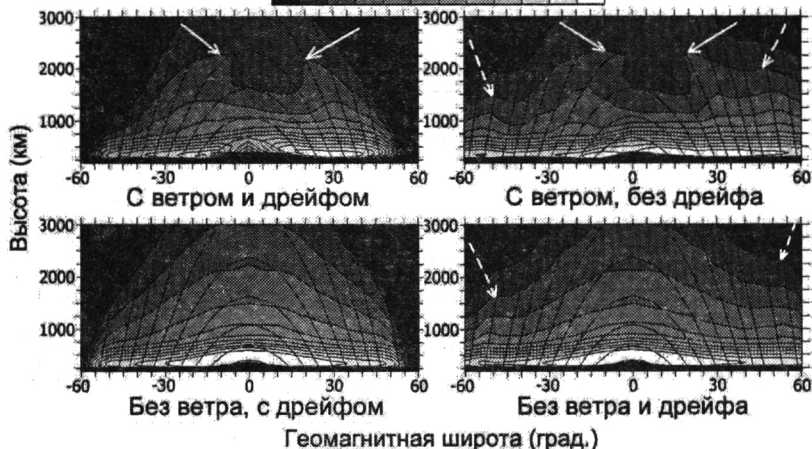 3000 3000
2000 2000
1000 1000
-60 -30 0 30 60 -60 -30 0 30 60
С ветром и дрейфом С ветром, без дрейфа
Высота (км)
3000 3000
2000 2000
1000 1000
-60 -30 0 30 60 -60 -30 0 30 60
Без ветра, с дрейфом Без ветра и дрейфа
Геомагнитная широта (град.)